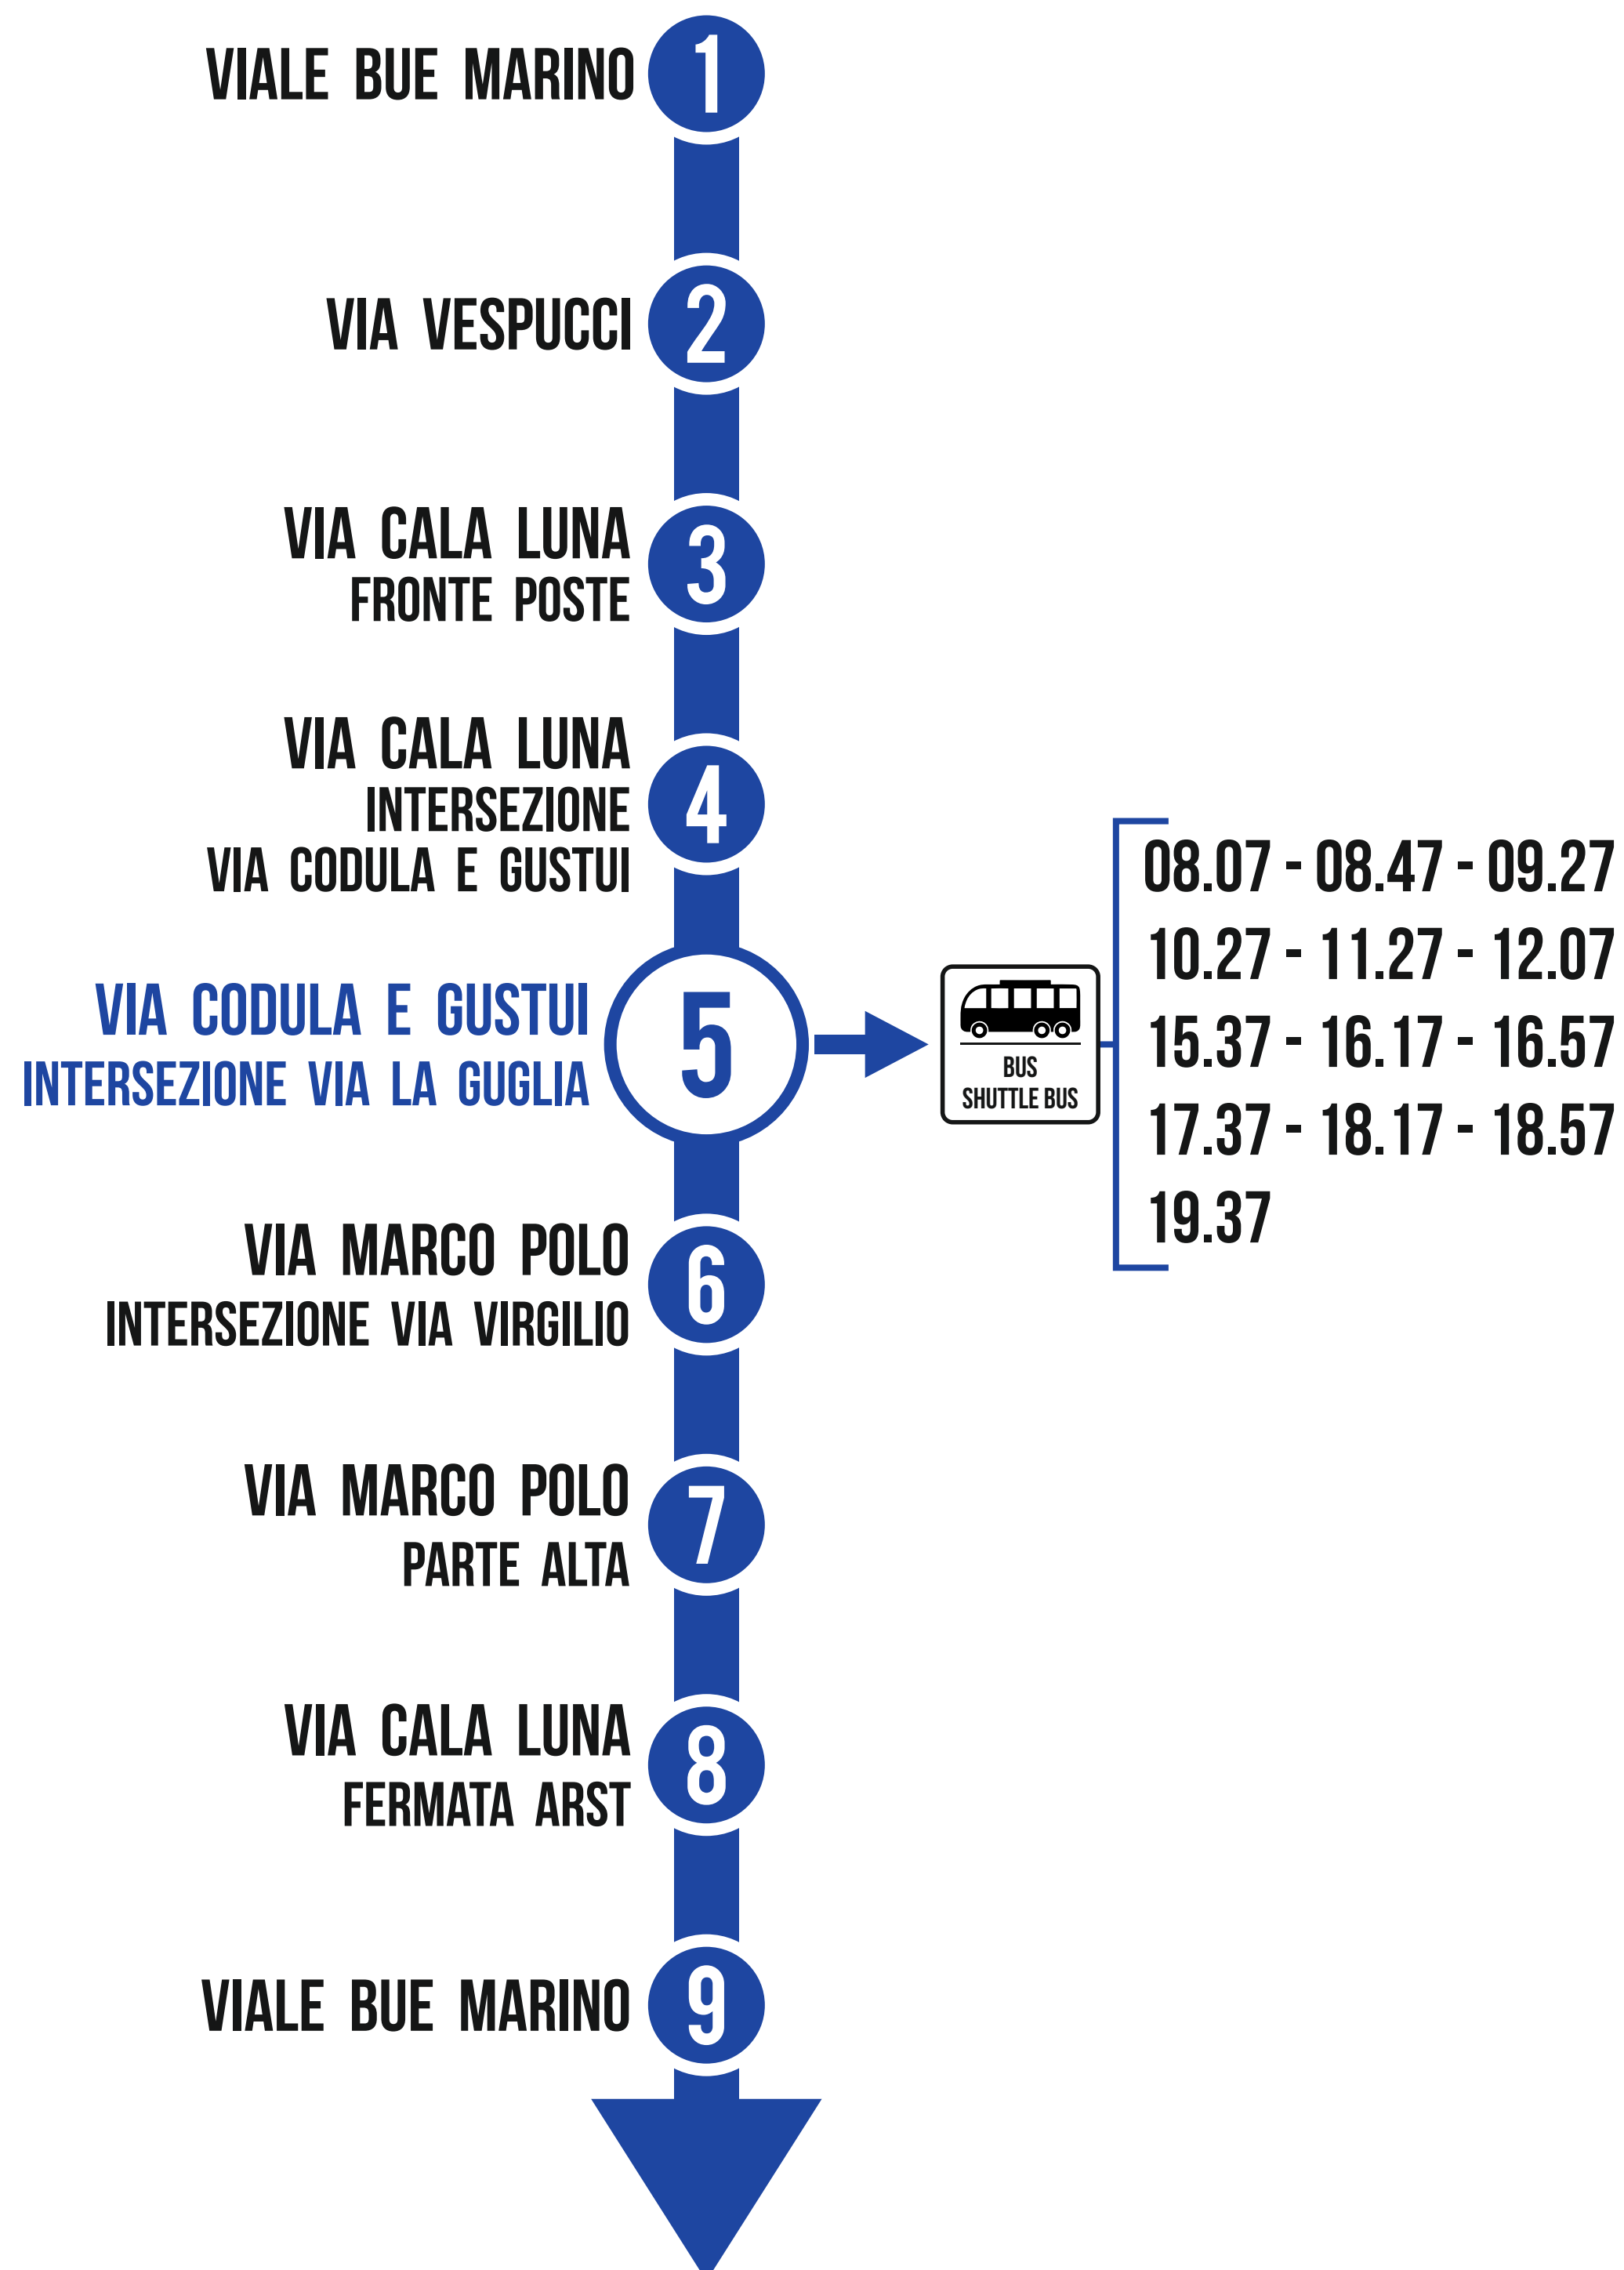 VIALE BUE MARINO
1
VIA VESPUCCI
2
VIA CALA LUNA
FRONTE POSTE
3
VIA CALA LUNA
INTERSEZIONE
VIA CODULA E GUSTUI
4
VIA CODULA E GUSTUI
INTERSEZIONE VIA LA GUGLIA
5
BUS
SHUTTLE BUS
08.07 - 08.47 - 09.27
10.27 - 11.27 - 12.07
15.37 - 16.17 - 16.57
17.37 - 18.17 - 18.57
19.37
VIA MARCO POLO
INTERSEZIONE VIA VIRGILIO
6
VIA MARCO POLO
PARTE ALTA
7
VIA CALA LUNA
FERMATA ARST
8
VIALE BUE MARINO
9